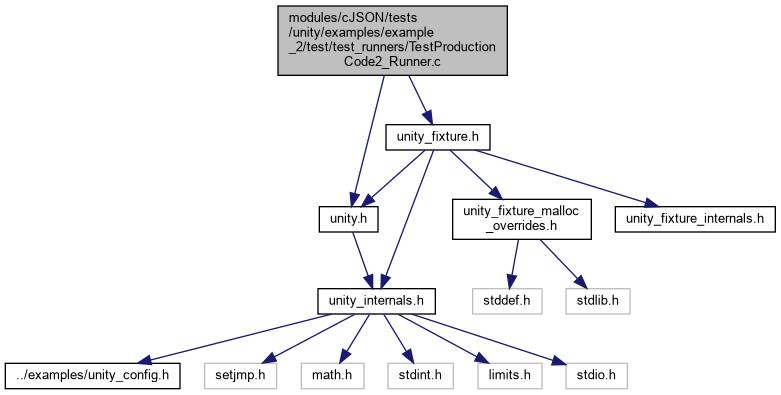 modules/cJSON/tests
/unity/examples/example
_2/test/test_runners/TestProduction
Code2_Runner.c
unity_fixture.h
unity.h
unity_fixture_malloc
_overrides.h
unity_fixture_internals.h
unity_internals.h
stddef.h
stdlib.h
../examples/unity_config.h
setjmp.h
math.h
stdint.h
limits.h
stdio.h